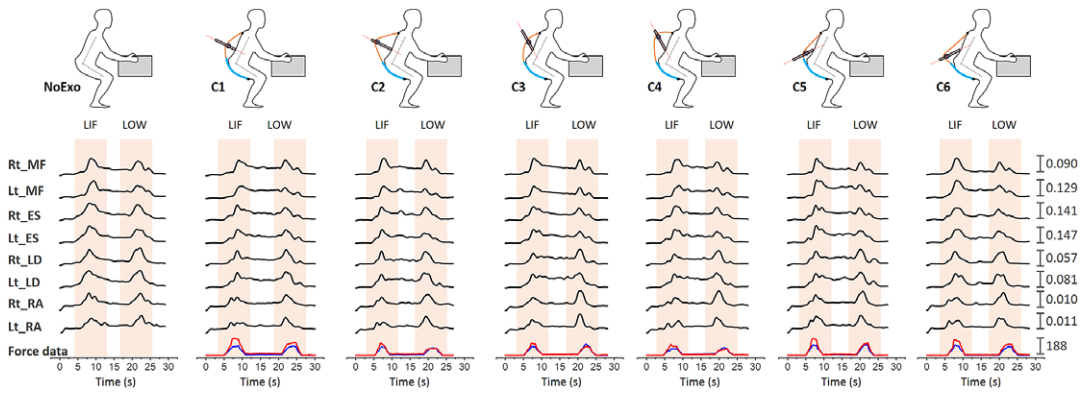 NoExo C1 C2 C3 C4 C5 C6
LIF LOW LIF LOW LIF LOW LIF LOW LIF LOW LIF LOW LIF LOW
Rt_MF 0.090
Lt_MF 0.129
Rt_ES 0.141
Lt_ES 0.147
Rt_LD 0.057
Lt_LD 0.081
Rt_RA 0.010
Lt_RA 0.011
Force data 188
0 5 10 15 20 25 30 0 5 10 15 20 25 30 0 5 10 15 20 25 30 0 5 10 15 20 25 30 0 5 10 15 20 25 30 0 5 10 15 20 25 30 0 5 10 15 20 25 30
Time (s) Time (s) Time (s) Time (s) Time (s) Time (s) Time (s)